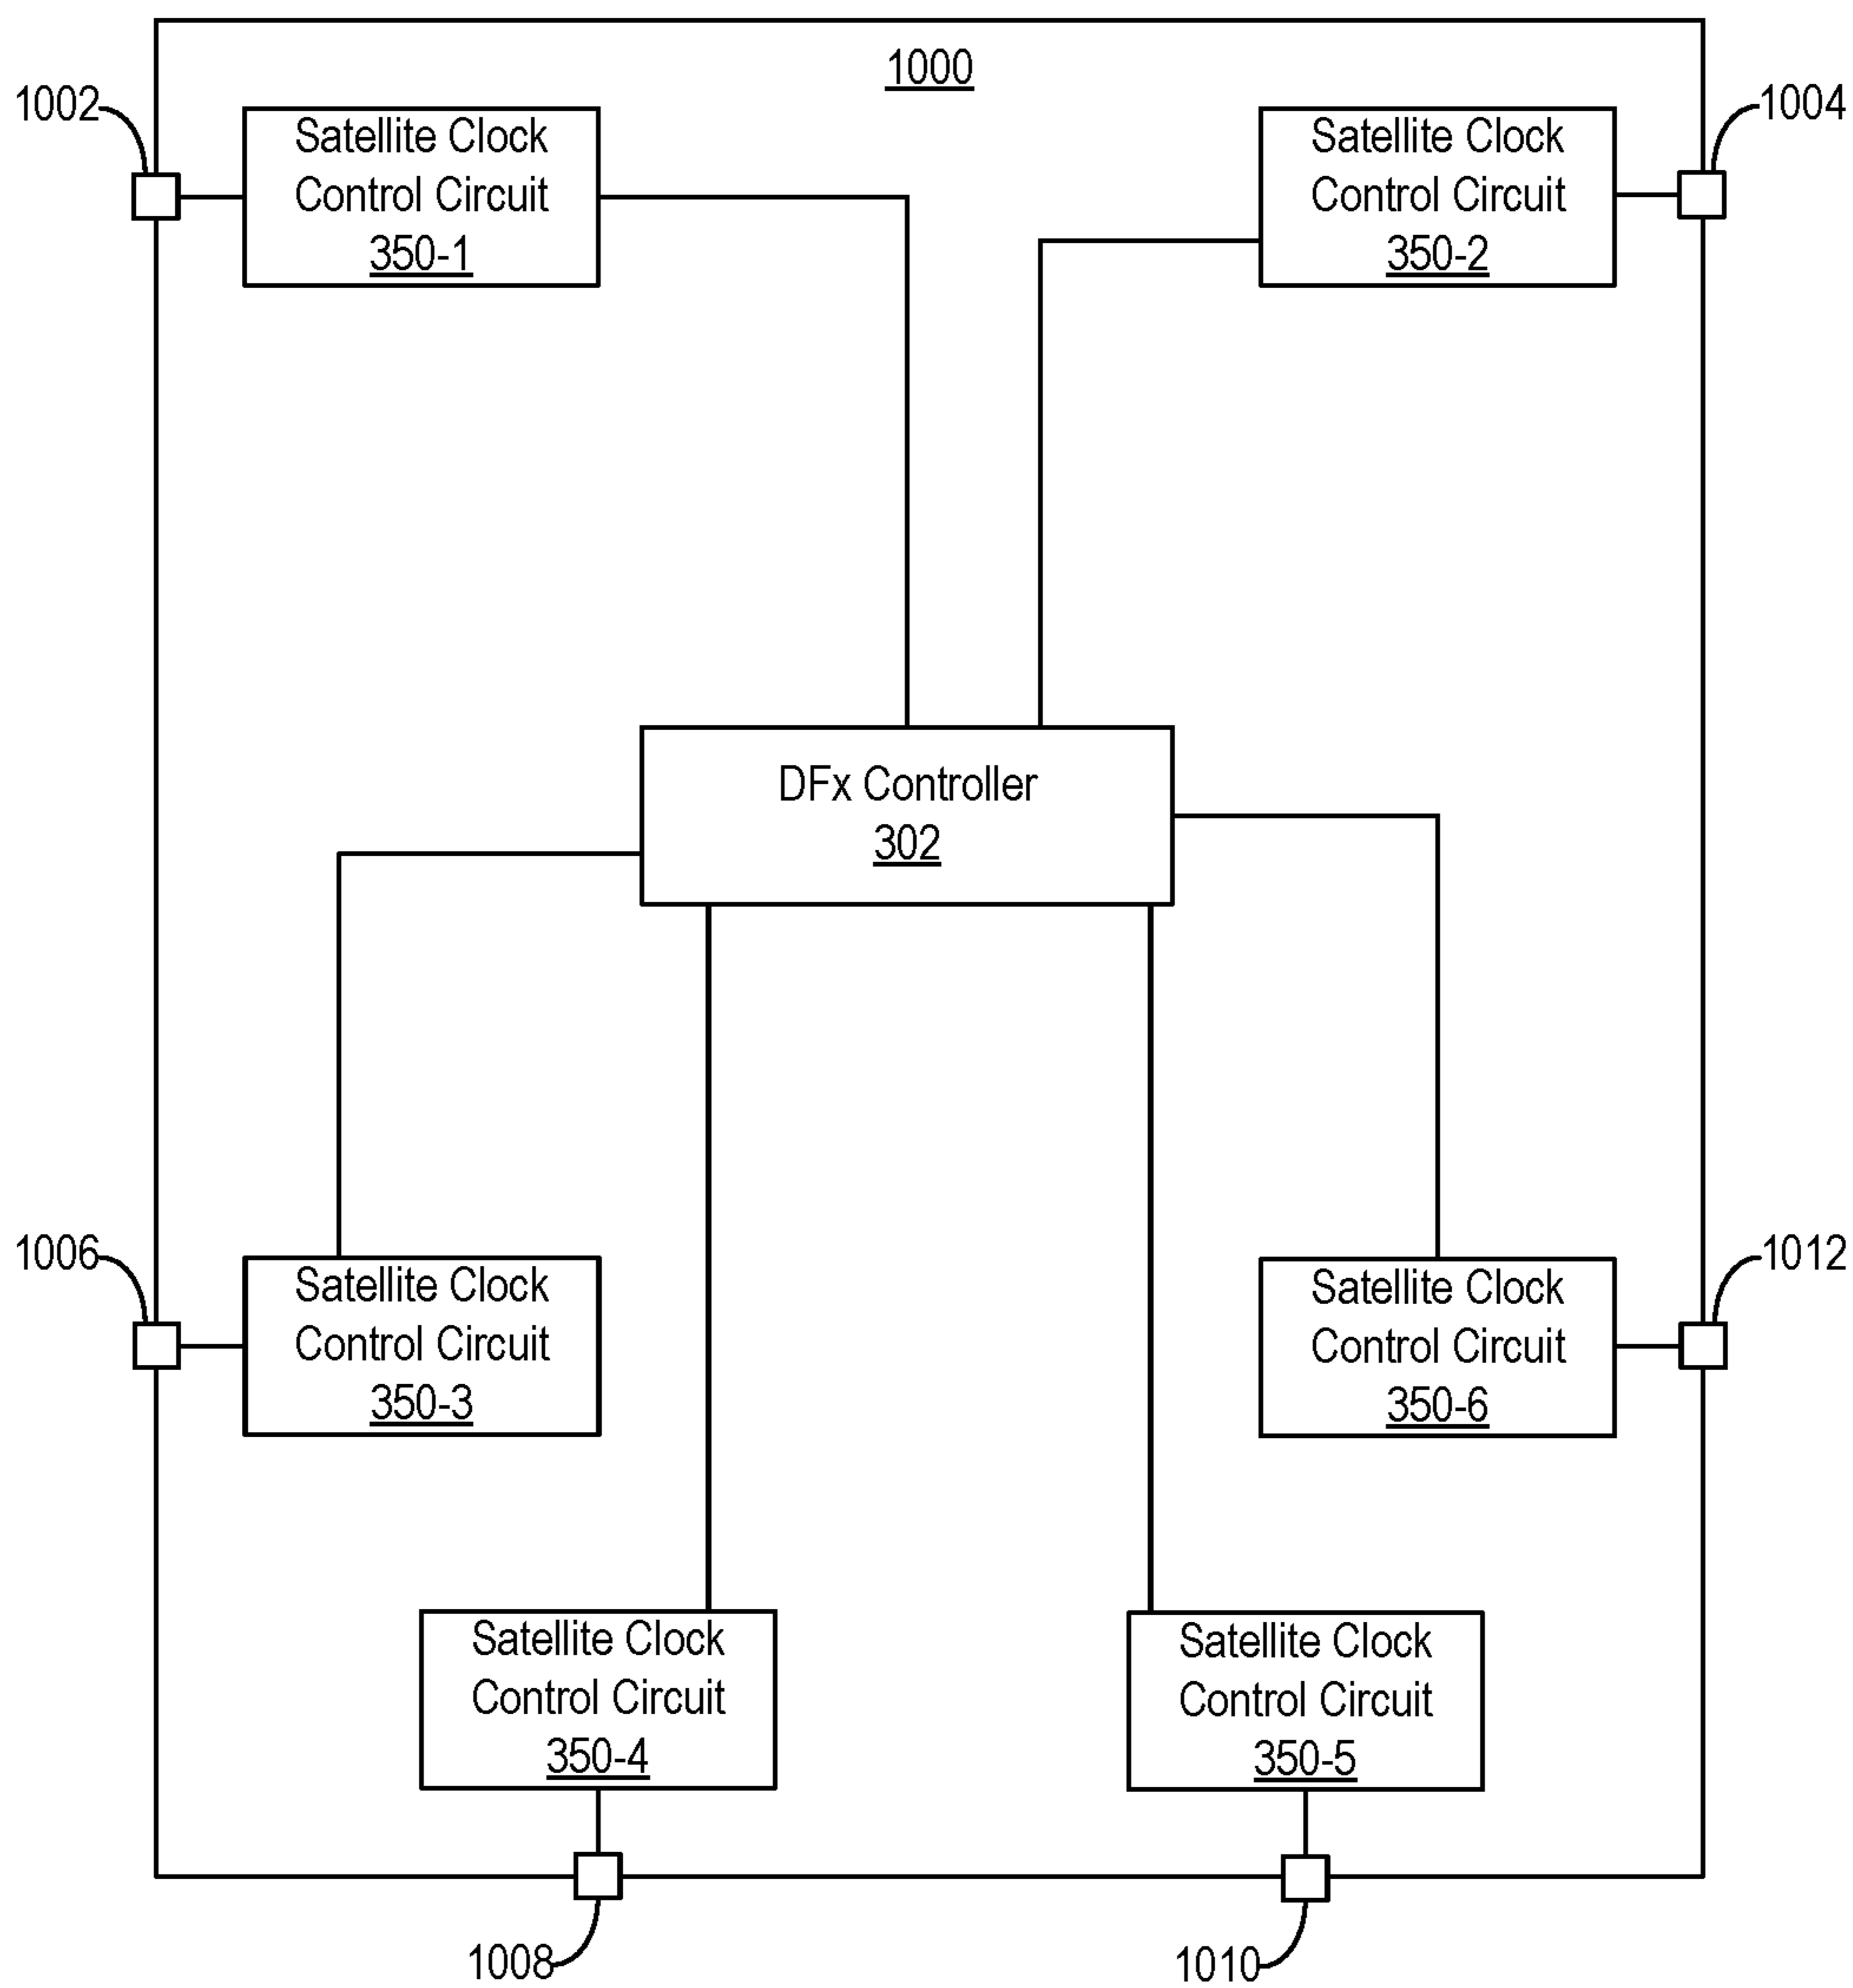 1000
1002
1004
Satellite Clock
Control Circuit
350-1
Satellite Clock
Control Circuit
350-2
DFx Controller
302
1006
1012
Satellite Clock
Control Circuit
350-3
Satellite Clock
Control Circuit
350-6
Satellite Clock
Control Circuit
350-4
Satellite Clock
Control Circuit
350-5
1008
1010